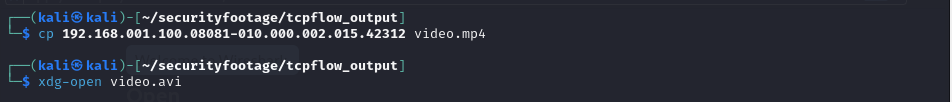 ┌──(kali㉿kali)-[~/securityfootage/tcpflow_output]
└─$ cp 192.168.001.100.08081-010.000.002.015.42312 video.mp4
┌──(kali㉿kali)-[~/securityfootage/tcpflow_output]
└─$ xdg-open video.avi